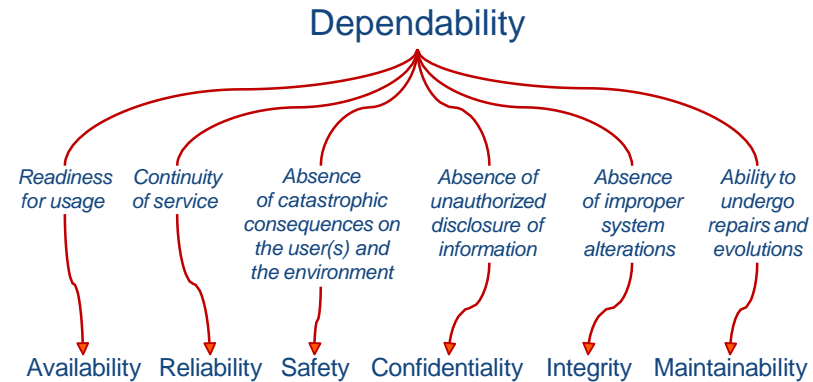 Dependability
Readiness
for usage
Continuity
of service
Absence
of catastrophic
consequences on
the user(s) and
the environment
Absence of
unauthorized
disclosure of
information
Absence
of improper
system
alterations
Ability to
undergo
repairs and
evolutions
Availability Reliability Safety Confidentiality Integrity Maintainability